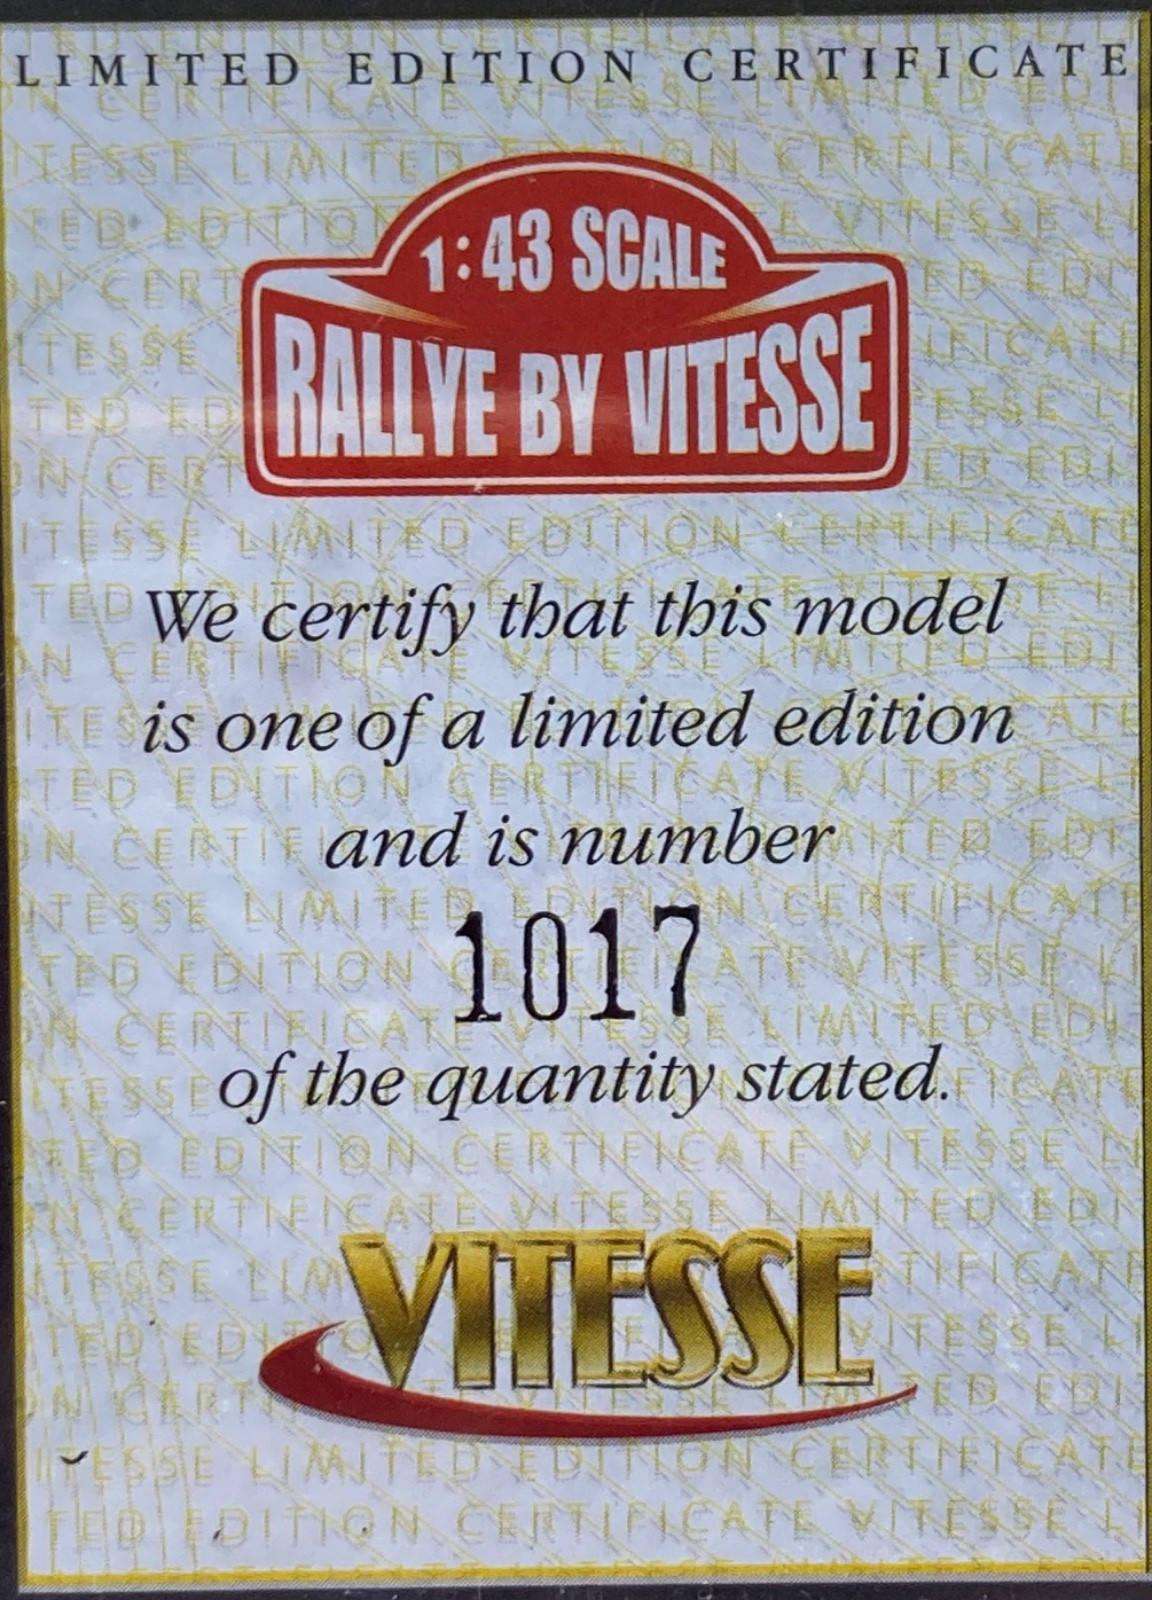 LIMITED EDITION CERTIFICATE
1:43 SCALE
RALLYE BY VITESSE
We certify that this model
is one of a limited edition
and is number
1017
of the quantity stated.
VITESSE